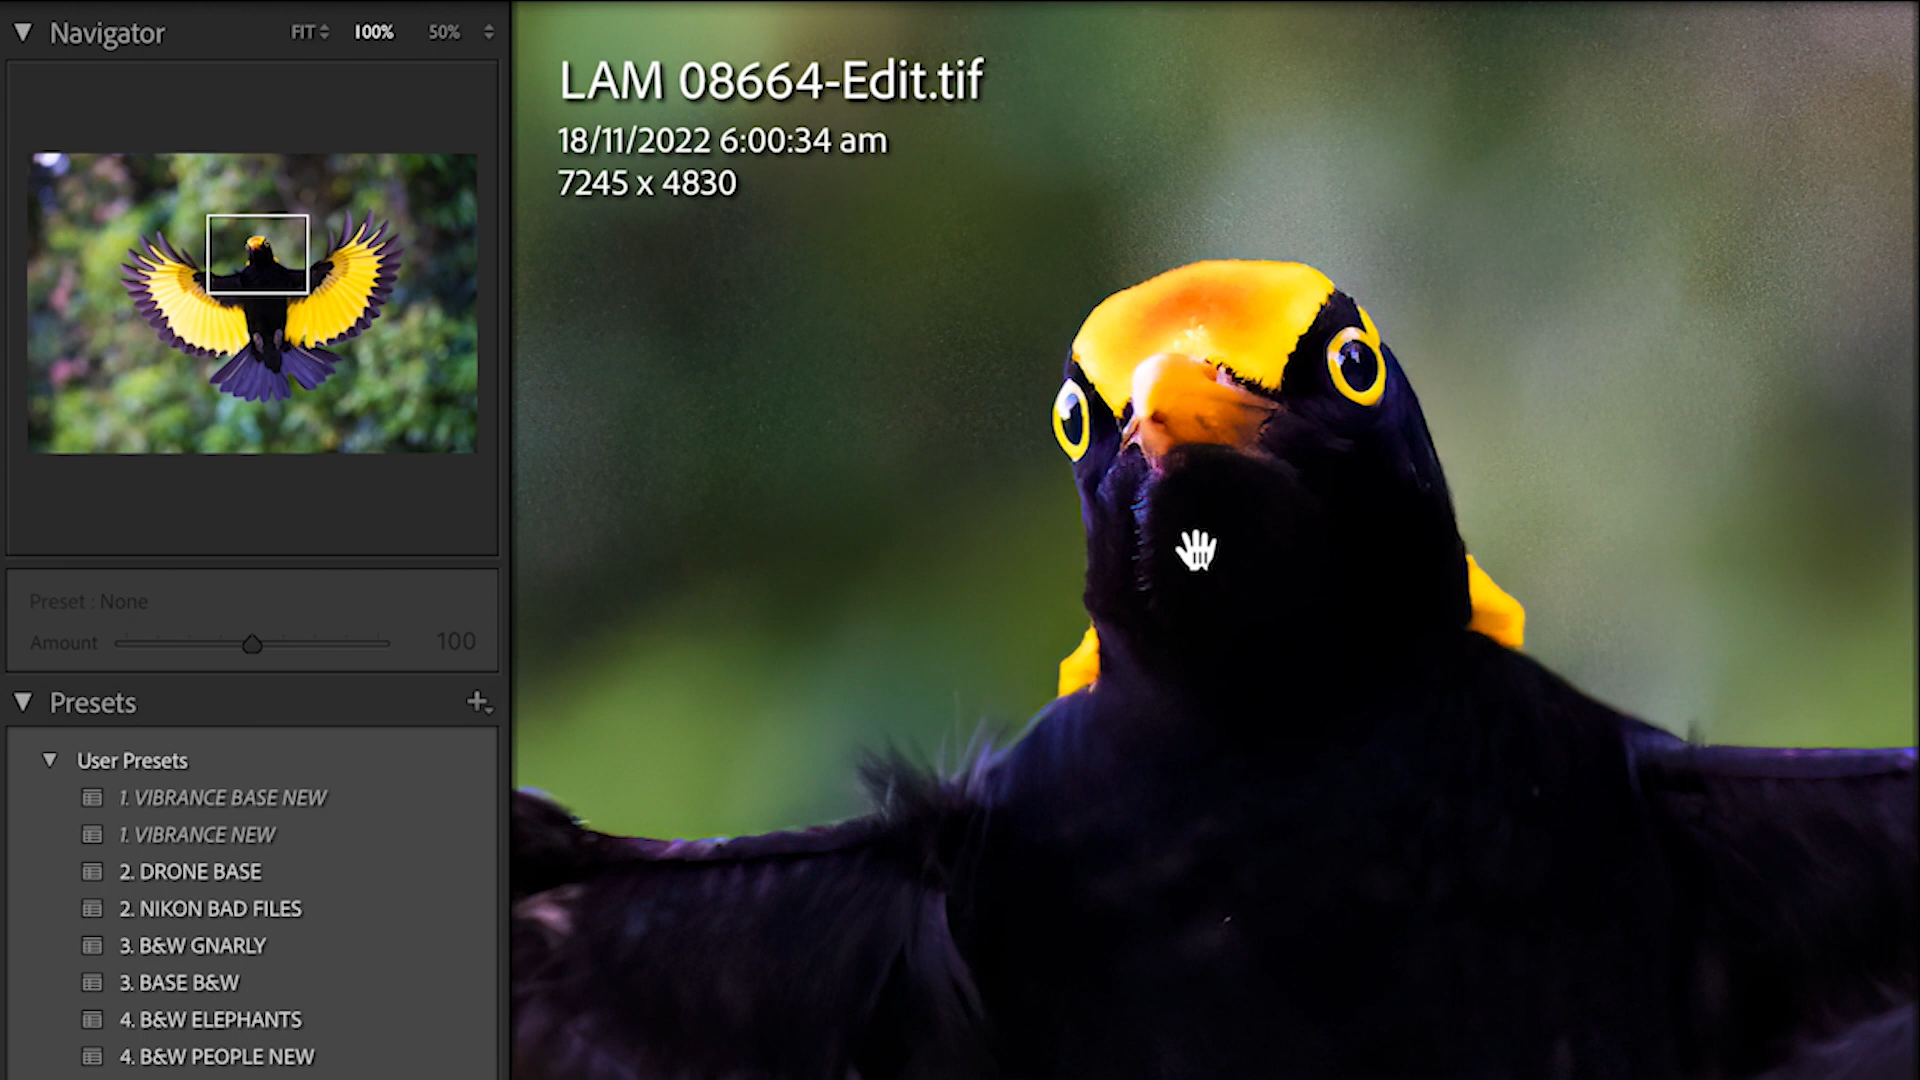 Navigator
FIT 100% 50%
LAM 08664-Edit.tif
18/11/2022 6:00:34 am
7245 x 4830
Preset : None
Amount 100
Presets
User Presets
1. VIBRANCE BASE NEW
1. VIBRANCE NEW
2. DRONE BASE
2. NIKON BAD FILES
3. B&W GNARLY
3. BASE B&W
4. B&W ELEPHANTS
4. B&W PEOPLE NEW